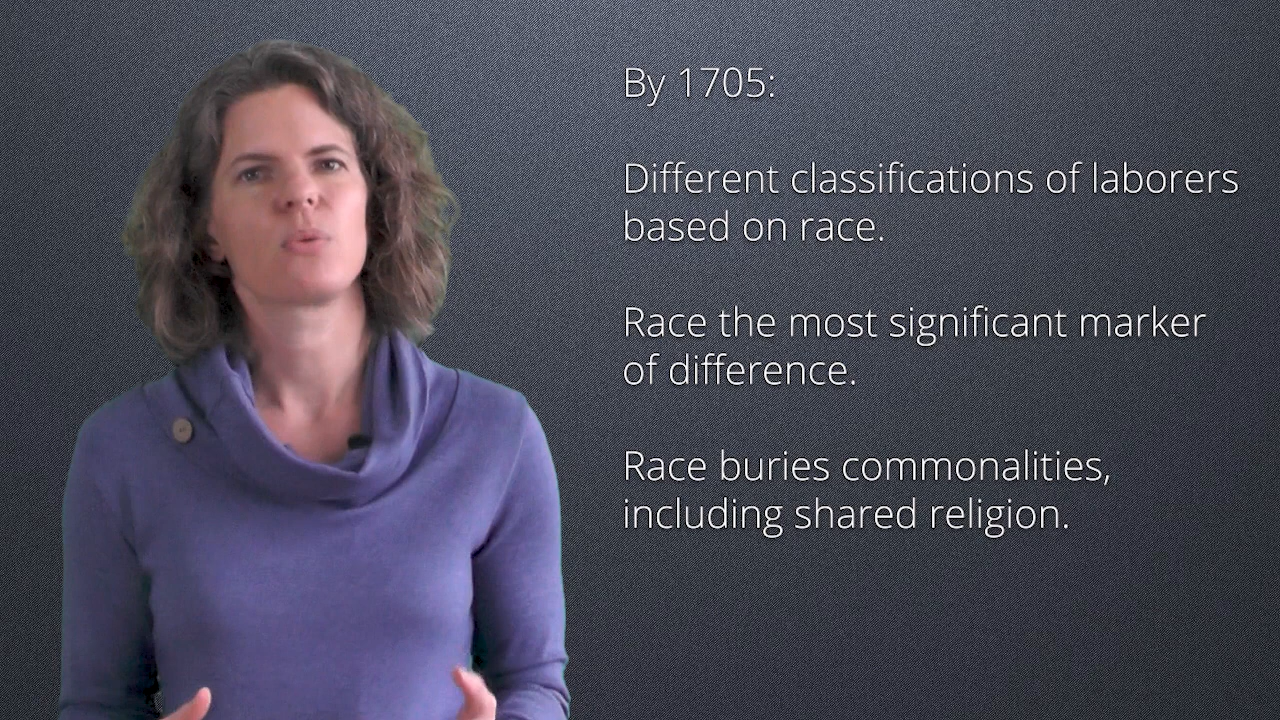 By 1705:
Different classifications of laborers
based on race.
Race the most significant marker
of difference.
Race buries commonalities,
including shared religion.